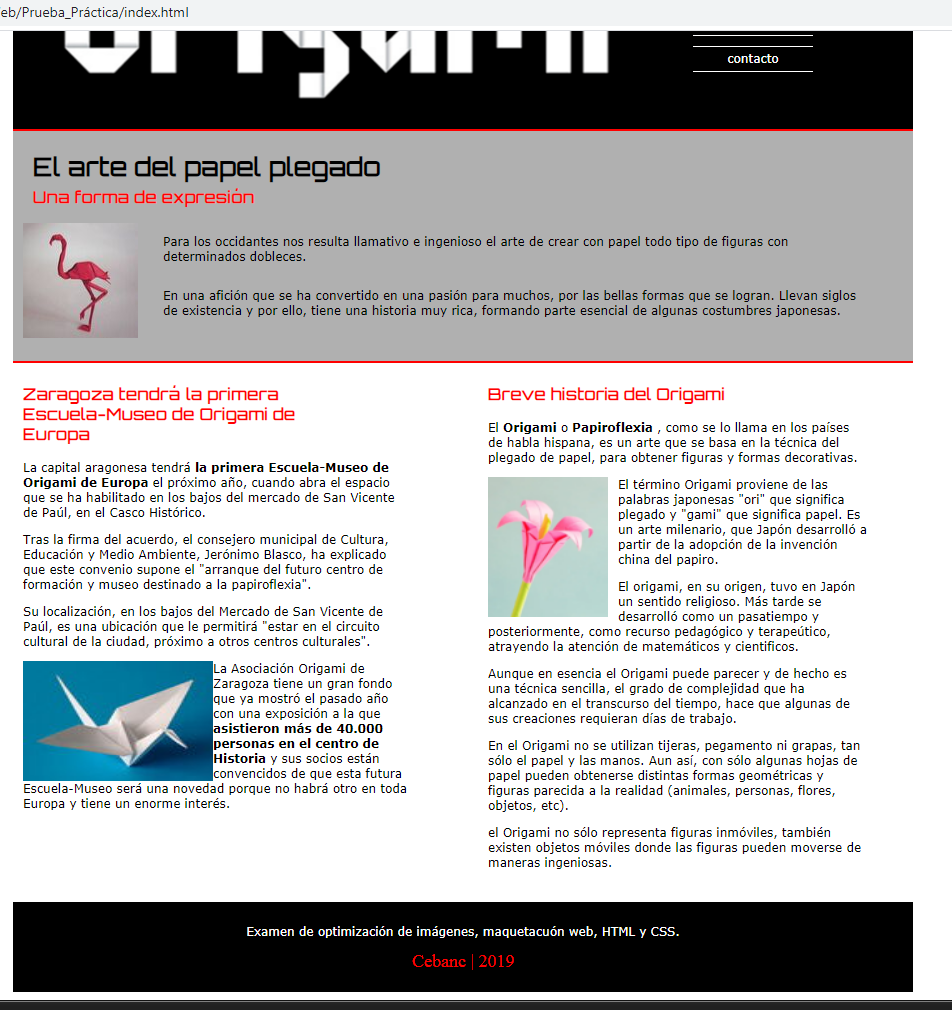 eb/Prueba_Práctica/index.html
origami
contacto
El arte del papel plegado
Una forma de expresión
Para los occidantes nos resulta llamativo e ingenioso el arte de crear con papel todo tipo de figuras con
determinados dobleces.
En una afición que se ha convertido en una pasión para muchos, por las bellas formas que se logran. Llevan siglos
de existencia y por ello, tiene una historia muy rica, formando parte esencial de algunas costumbres japonesas.
Zaragoza tendrá la primera
Escuela-Museo de Origami de
Europa
La capital aragonesa tendrá la primera Escuela-Museo de
Origami de Europa el próximo año, cuando abra el espacio
que se ha habilitado en los bajos del mercado de San Vicente
de Paúl, en el Casco Histórico.
Tras la firma del acuerdo, el consejero municipal de Cultura,
Educación y Medio Ambiente, Jerónimo Blasco, ha explicado
que este convenio supone el "arranque del futuro centro de
formación y museo destinado a la papiroflexia".
Su localización, en los bajos del Mercado de San Vicente de
Paúl, es una ubicación que le permitirá "estar en el circuito
cultural de la ciudad, próximo a otros centros culturales".
La Asociación Origami de
Zaragoza tiene un gran fondo
que ya mostró el pasado año
con una exposición a la que
asistieron más de 40.000
personas en el centro de
Historia y sus socios están
convencidos de que esta futura
Escuela-Museo será una novedad porque no habrá otro en toda
Europa y tiene un enorme interés.
Breve historia del Origami
El Origami o Papiroflexia , como se lo llama en los países
de habla hispana, es un arte que se basa en la técnica del
plegado de papel, para obtener figuras y formas decorativas.
El término Origami proviene de las
palabras japonesas "ori" que significa
plegado y "gami" que significa papel. Es
un arte milenario, que Japón desarrolló a
partir de la adopción de la invención
china del papiro.
El origami, en su origen, tuvo en Japón
un sentido religioso. Más tarde se
desarrolló como un pasatiempo y
posteriormente, como recurso pedagógico y terapeútico,
atrayendo la atención de matemáticos y cientificos.
Aunque en esencia el Origami puede parecer y de hecho es
una técnica sencilla, el grado de complejidad que ha
alcanzado en el transcurso del tiempo, hace que algunas de
sus creaciones requieran días de trabajo.
En el Origami no se utilizan tijeras, pegamento ni grapas, tan
sólo el papel y las manos. Aun así, con sólo algunas hojas de
papel pueden obtenerse distintas formas geométricas y
figuras parecida a la realidad (animales, personas, flores,
objetos, etc).
el Origami no sólo representa figuras inmóviles, también
existen objetos móviles donde las figuras pueden moverse de
maneras ingeniosas.
Examen de optimización de imágenes, maquetacuón web, HTML y CSS.
Cebanc | 2019